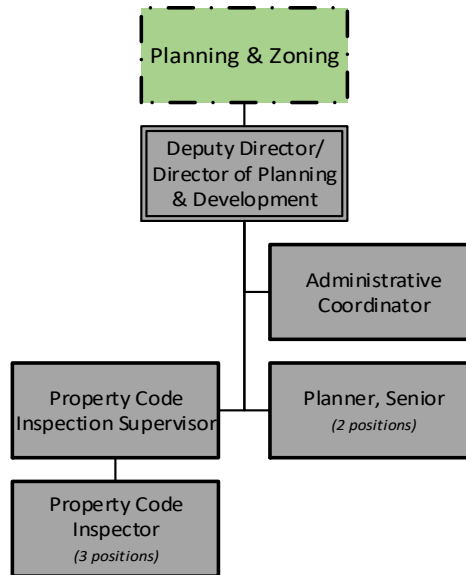 Planning & Zoning
Deputy Director/
Director of Planning
& Development
Administrative
Coordinator
Property Code
Inspection Supervisor
Planner, Senior
(2 positions)
Property Code
Inspector
(3 positions)